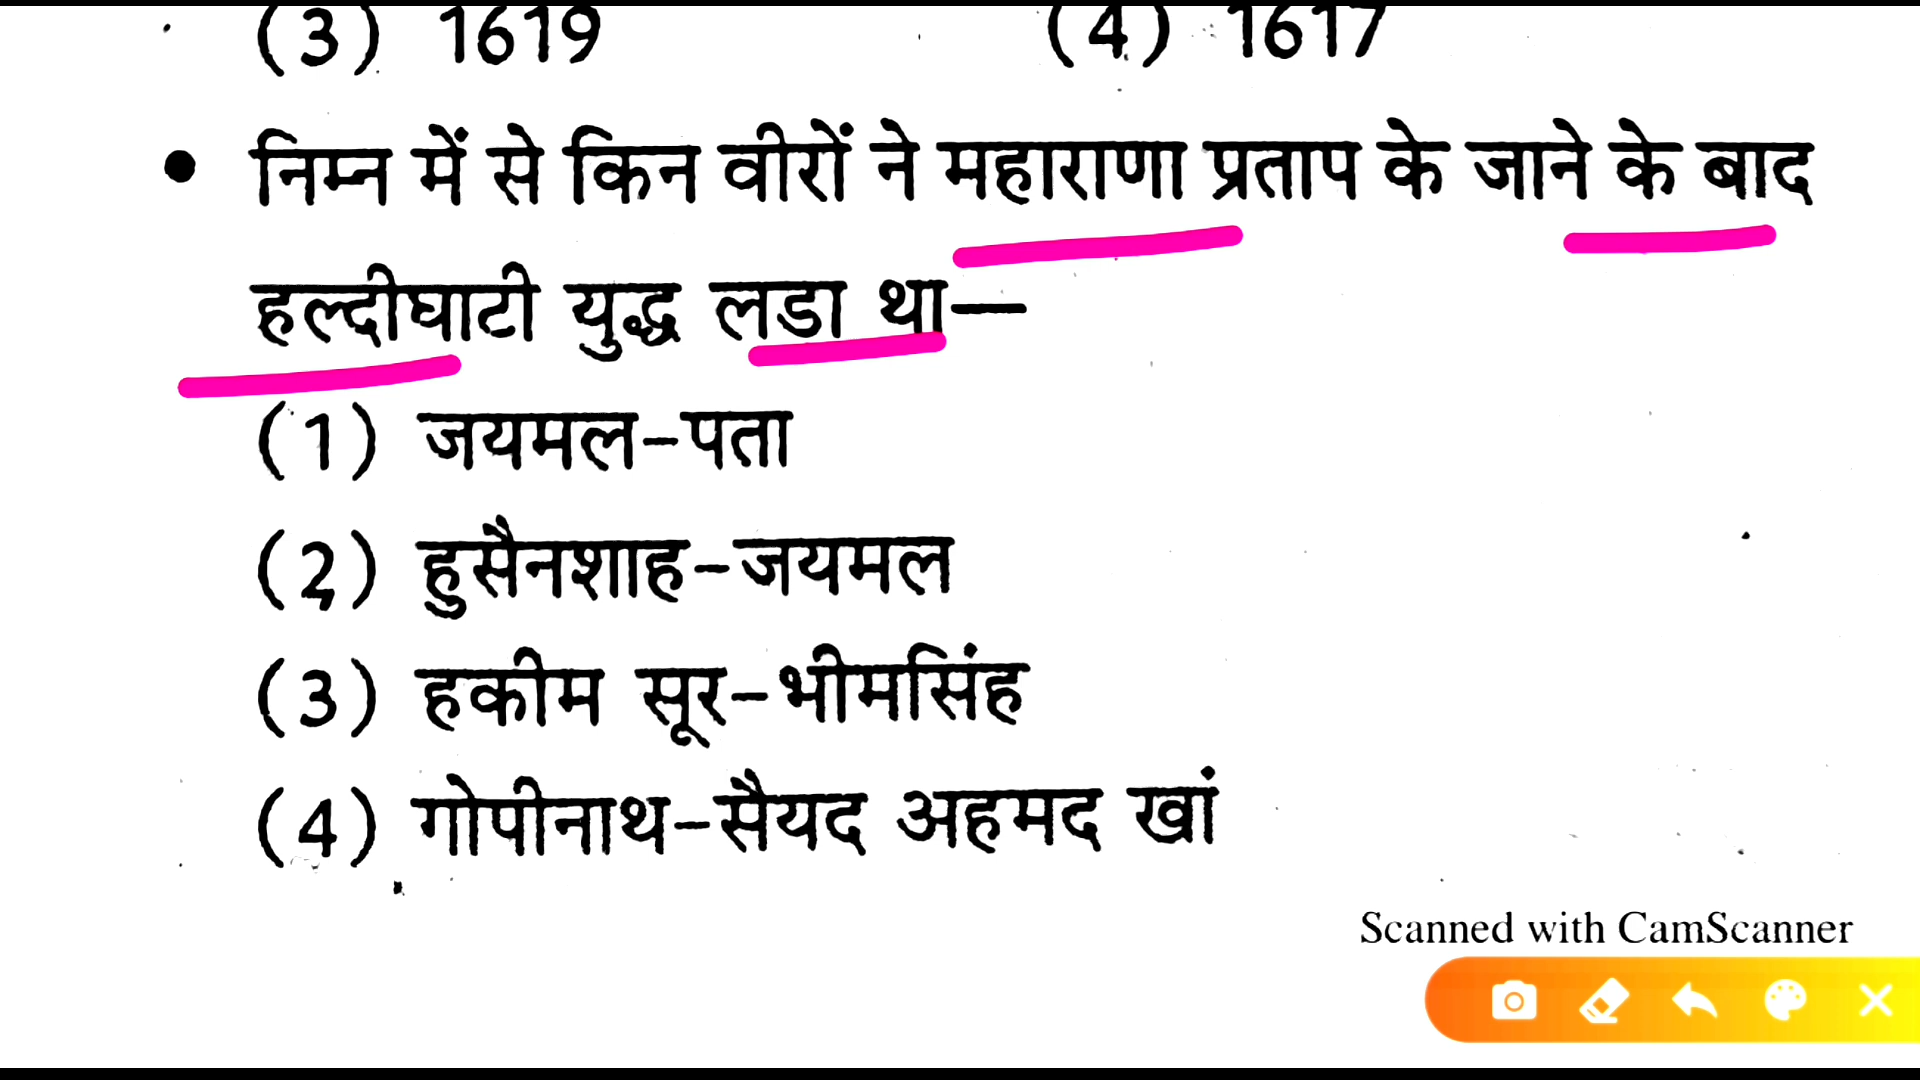 (3) 1619 (4) 1617
• निम्न में से किन वीरों ने महाराणा प्रताप के जाने के बाद
हल्दीघाटी युद्ध लडा था—
(1) जयमल-पता
(2) हुसैनशाह-जयमल
(3) हकीम सूर-भीमसिंह
(4) गोपीनाथ-सैयद अहमद खां
Scanned with CamScanner